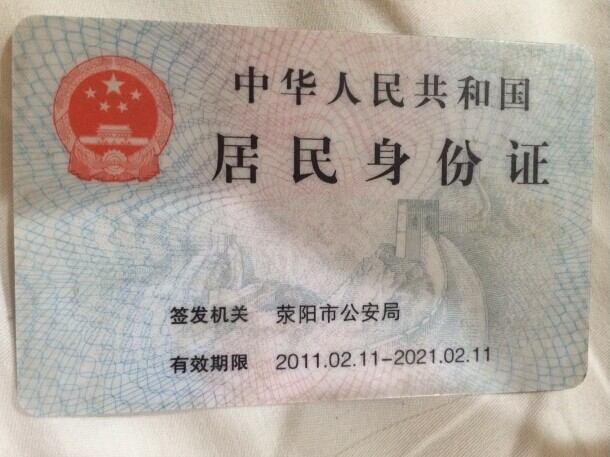 中华人民共和国
居民身份证
签发机关 荥阳市公安局
有效期限 2011.02.11-2021.02.11